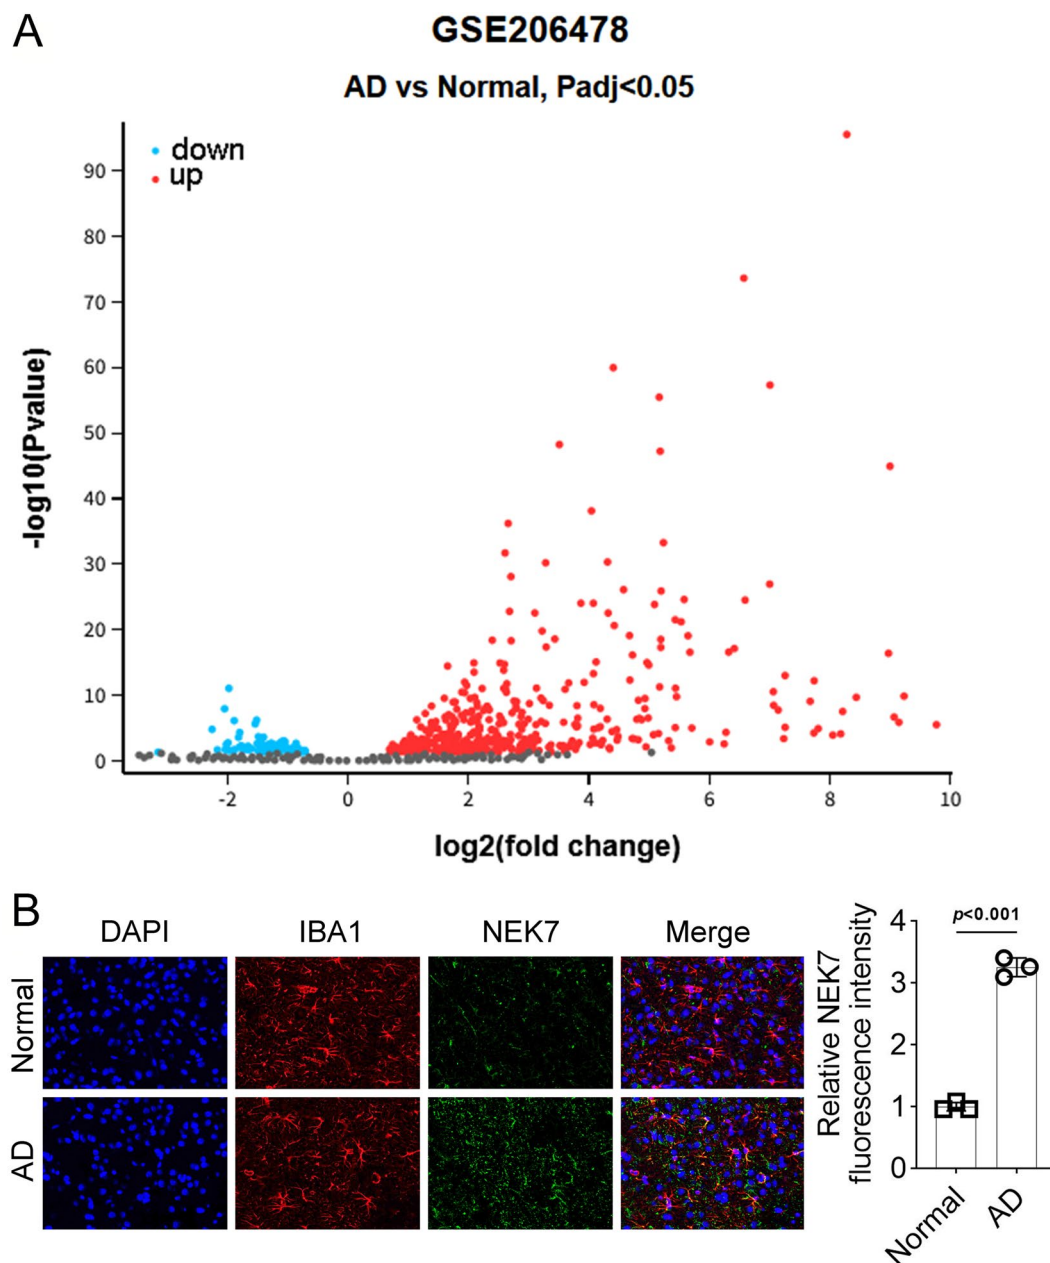 A
GSE206478
AD vs Normal, Padj<0.05
down
up
90
80
70
60
50
40
30
20
10
0
-log10(Pvalue)
-2
0
2
4
6
8
10
log2(fold change)
B
DAPI
IBA1
NEK7
Merge
Normal
AD
Relative NEK7
fluorescence intensity
4
3
2
1
0
p<0.001
Normal
AD